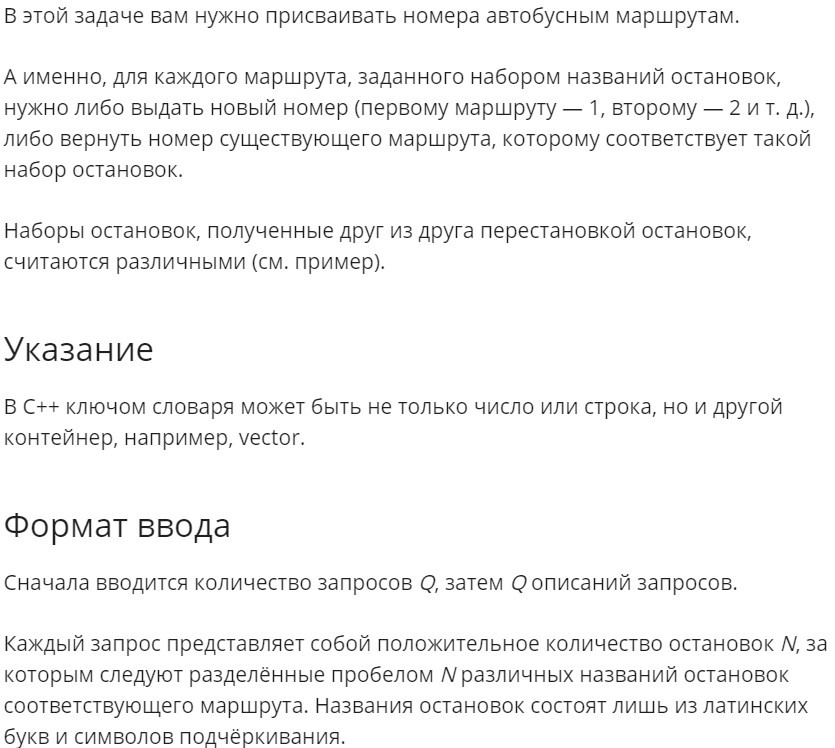 В этой задаче вам нужно присваивать номера автобусным маршрутам.
А именно, для каждого маршрута, заданного набором названий остановок,
нужно либо выдать новый номер (первому маршруту — 1, второму — 2 и т. д.),
либо вернуть номер существующего маршрута, которому соответствует такой
набор остановок.
Наборы остановок, полученные друг из друга перестановкой остановок,
считаются различными (см. пример).
Указание
В C++ ключом словаря может быть не только число или строка, но и другой
контейнер, например, vector.
Формат ввода
Сначала вводится количество запросов Q, затем Q описаний запросов.
Каждый запрос представляет собой положительное количество остановок N, за
которым следуют разделённые пробелом N различных названий остановок
соответствующего маршрута. Названия остановок состоят лишь из латинских
букв и символов подчёркивания.